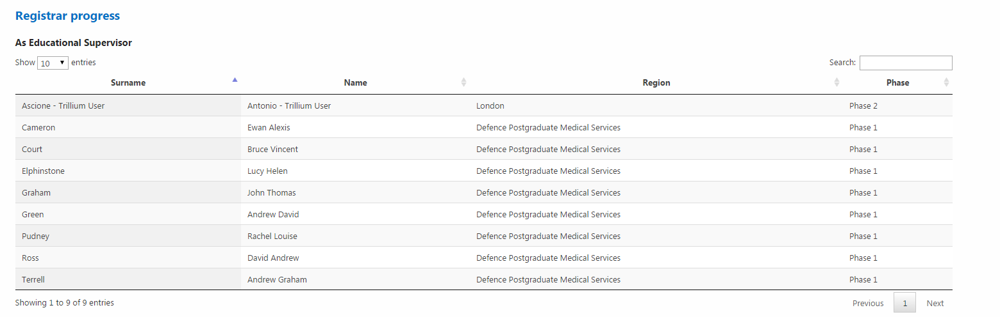 Registrar progress
As Educational Supervisor
Show 10 entries Search:
Surname Name Region Phase
Ascione - Trillium User Antonio - Trillium User London Phase 2
Cameron Ewan Alexis Defence Postgraduate Medical Services Phase 1
Court Bruce Vincent Defence Postgraduate Medical Services Phase 1
Elphinstone Lucy Helen Defence Postgraduate Medical Services Phase 1
Graham John Thomas Defence Postgraduate Medical Services Phase 1
Green Andrew David Defence Postgraduate Medical Services Phase 1
Pudney Rachel Louise Defence Postgraduate Medical Services Phase 1
Ross David Andrew Defence Postgraduate Medical Services Phase 1
Terrell Andrew Graham Defence Postgraduate Medical Services Phase 1
Showing 1 to 9 of 9 entries Previous 1 Next